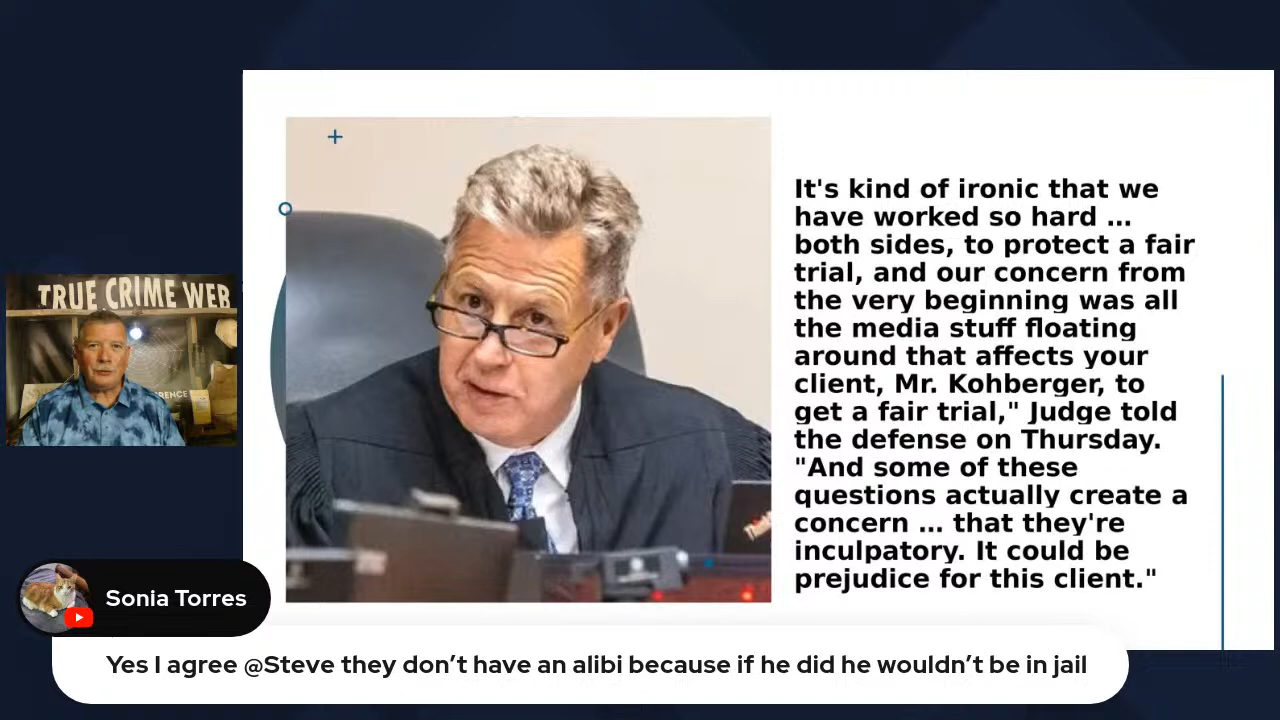 TRUE CRIME WEB
It's kind of ironic that we
have worked so hard ...
both sides, to protect a fair
trial, and our concern from
the very beginning was all
the media stuff floating
around that affects your
client, Mr. Kohberger, to
get a fair trial," Judge told
the defense on Thursday.
"And some of these
questions actually create a
concern ... that they're
inculpatory. It could be
prejudice for this client."
Sonia Torres
Yes I agree @Steve they don’t have an alibi because if he did he wouldn’t be in jail